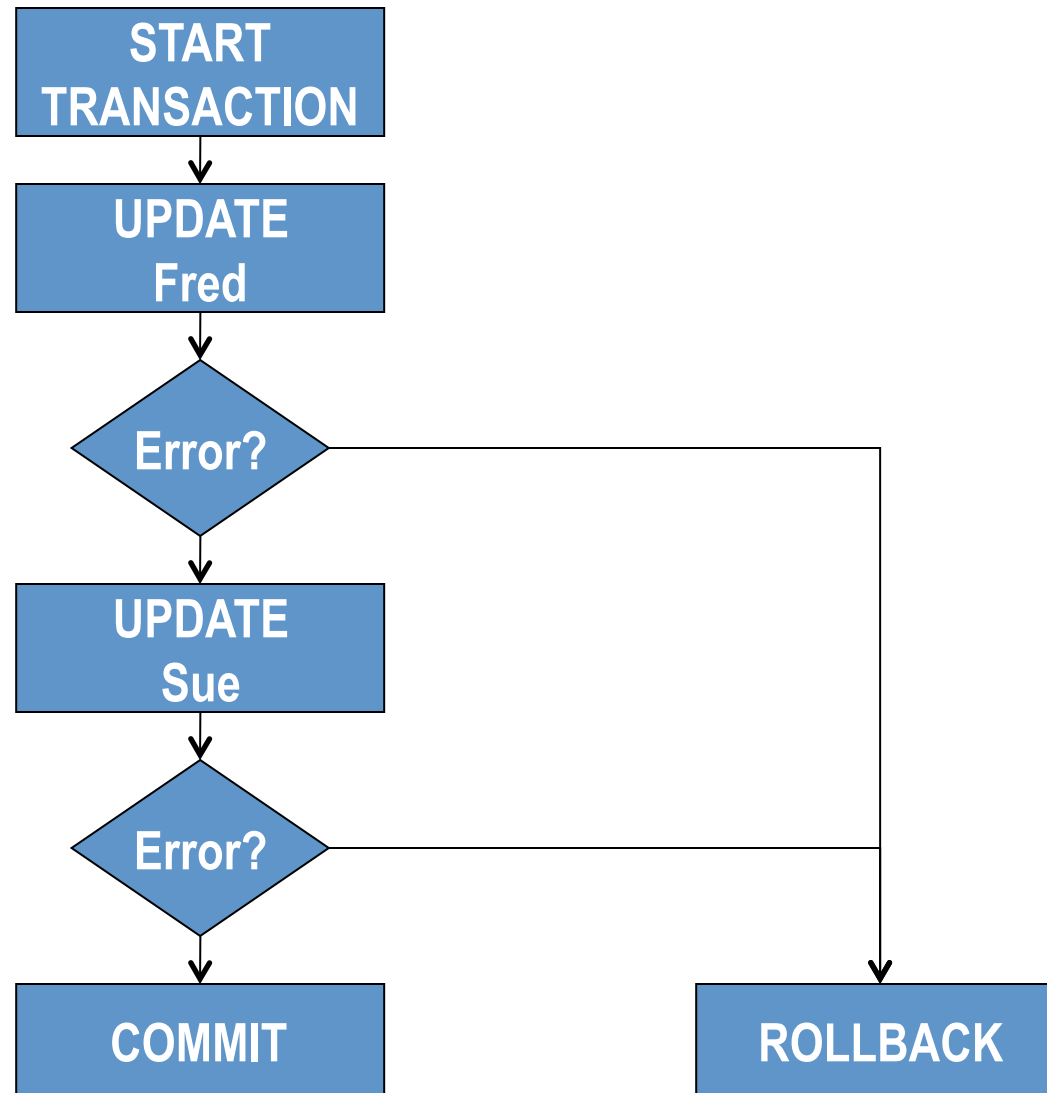 START
TRANSACTION
UPDATE
Fred
Error?
UPDATE
Sue
Error?
COMMIT
ROLLBACK